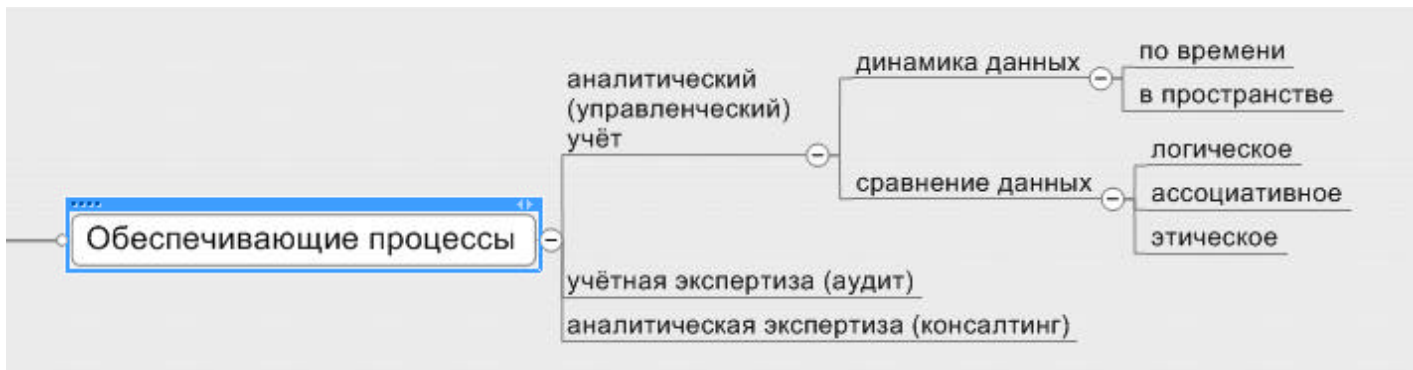 Обеспечивающие процессы
аналитический
(управленческий)
учёт
динамика данных
по времени
в пространстве
сравнение данных
логическое
ассоциативное
этическое
учётная экспертиза (аудит)
аналитическая экспертиза (консалтинг)